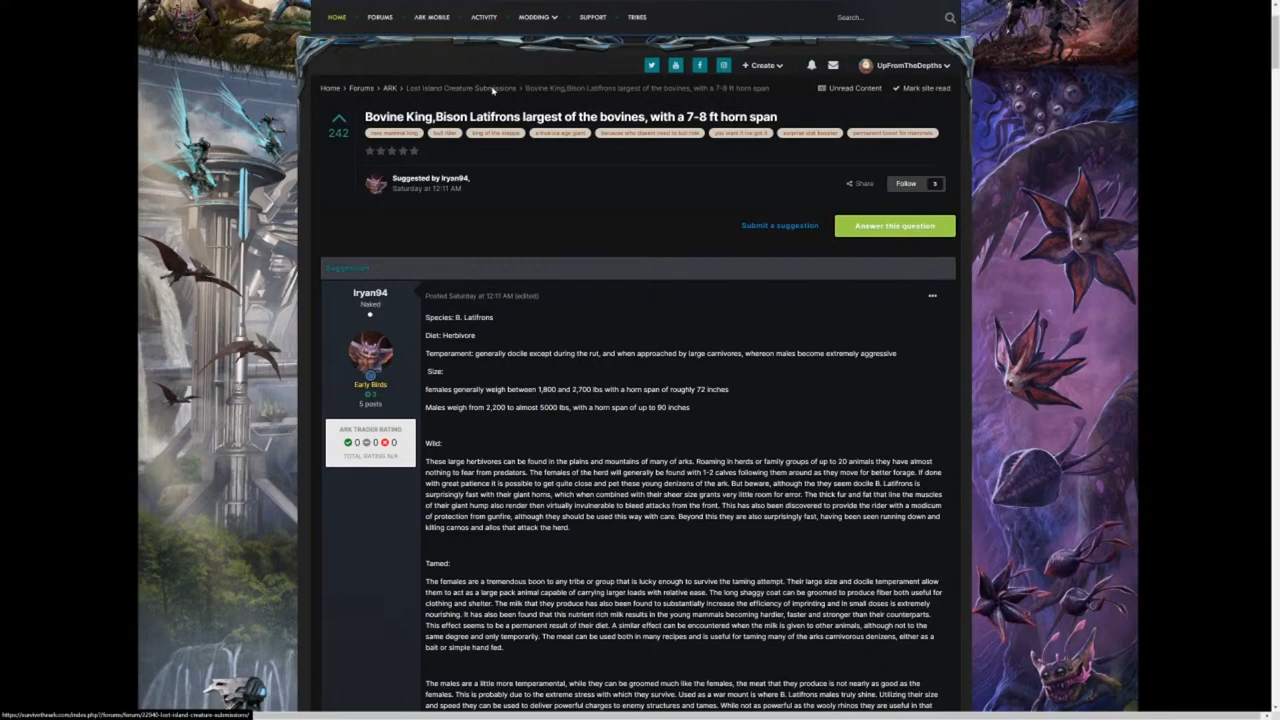 HOME FORUMS ARK MOBILE ACTIVITY MODDING SUPPORT TRIBES Search...
+ Create UpFromTheDepths
Home > Forums > ARK > Lost Island Creature Submissions > Bovine King,Bison Latifrons largest of the bovines, with a 7-8 ft horn span Unread Content Mark site read
Bovine King,Bison Latifrons largest of the bovines, with a 7-8 ft horn span
242
bull rider king of the steppe a true ice age giant because who doesnt need to bull ride you want it ive got it surprise stat booster permanent boost for mammals
Suggested by Iryan94,
Saturday at 12:11 AM
Share Follow 3
Submit a suggestion Answer this question
Suggestion
Iryan94
Naked
Early Birds
3
5 posts
ARK TRADER RATING
0 0 0
TOTAL RATING N/A
Posted Saturday at 12:11 AM (edited)
Species: B. Latifrons
Diet: Herbivore
Temperament: generally docile except during the rut, and when approached by large carnivores, whereon males become extremely aggressive
Size:
females generally weigh between 1,800 and 2,700 lbs with a horn span of roughly 72 inches
Males weigh from 2,200 to almost 5000 lbs, with a horn span of up to 90 inches
Wild:
These large herbivores can be found in the plains and mountains of many of arks. Roaming in herds or family groups of up to 20 animals they have almost
nothing to fear from predators. The females of the herd will generally be found with 1-2 calves following them around as they move for better forage. If done
with great patience it is possible to get quite close and pet these young denizens of the ark. But beware, although the they seem docile B. Latifrons is
surprisingly fast with their giant horns, which when combined with their sheer size grants very little room for error. The thick fur and fat that line the muscles
of their giant hump also render then virtually invulnerable to bleed attacks from the front. This has also been discovered to provide the rider with a modicum
of protection from gunfire, although they should be used this way with care. Beyond this they are also surprisingly fast, having been seen running down and
killing carnos and allos that attack the herd.
Tamed:
The females are a tremendous boon to any tribe or group that is lucky enough to survive the taming attempt. Their large size and docile temperament allow
them to act as a large pack animal capable of carrying larger loads with relative ease. The long shaggy coat can be groomed to produce fiber both useful for
clothing and shelter. The milk that they produce has also been found to substantially increase the efficiency of imprinting and in small doses is extremely
nourishing. It has also been found that this nutrient rich milk results in the young mammals becoming hardier, faster and stronger than their counterparts.
This effect seems to be a permanent result of their diet. A similar effect can be encountered when the milk is given to other animals, although not to the
same degree and only temporarily. The meat can be used both in many recipes and is useful for taming many of the arks carnivorous denizens, either as a
bait or simple hand fed.
The males are a little more temperamental, while they can be groomed much like the females, the meat that they produce is not nearly as good as the
females. This is probably due to the extreme stress with which they survive. Used as a war mount is where B. Latifrons males truly shine. Utilizing their size
and speed they can be used to deliver powerful charges to enemy structures and tames. While not as powerful as the wooly rhinos they are useful in that
https://survivetheark.com/index.php?/forums/forum/22940-lost-island-creature-submissions/